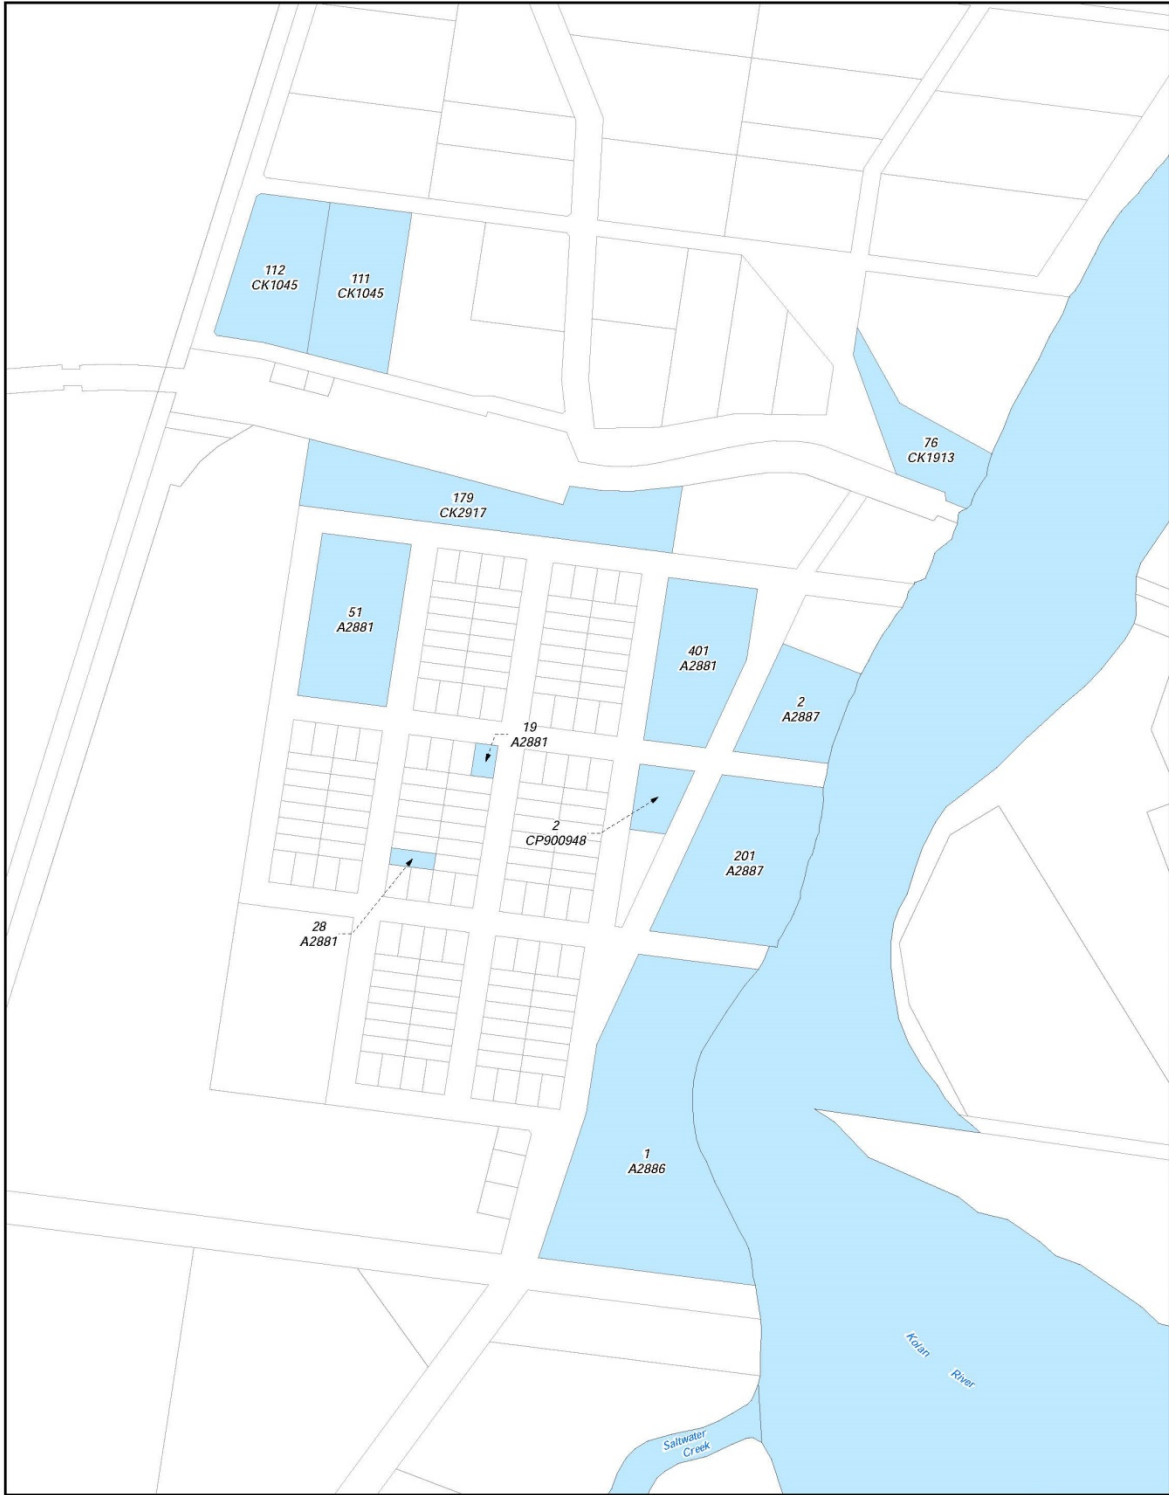 112
CK1045
111
CK1045
76
CK1913
179
CK2917
51
A2881
401
A2881
2
A2887
19
A2881
2
CP900948
201
A2887
28
A2881
1
A2886
Kolan
River
Saltwater
Creek